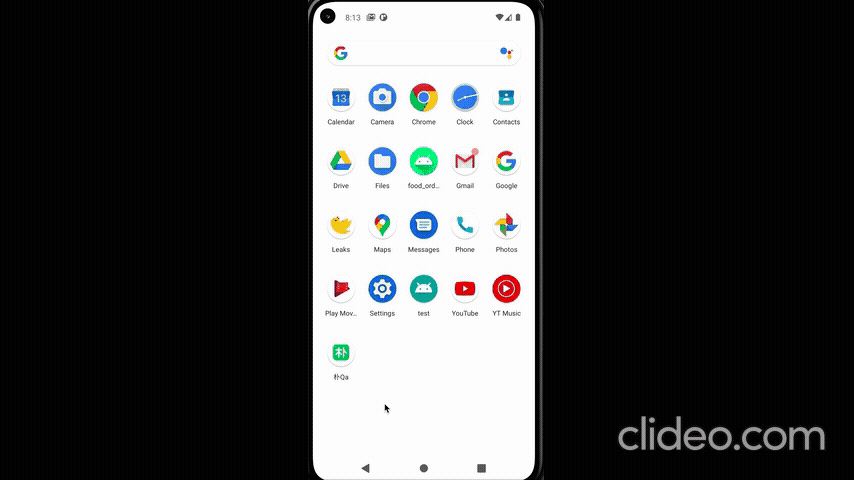 8:13
Calendar Camera Chrome Clock Contacts
Drive Files food_ord... Gmail Google
Leaks Maps Messages Phone Photos
Play Mov... Settings test YouTube YT Music
朴
朴Qa
clideo.com
13